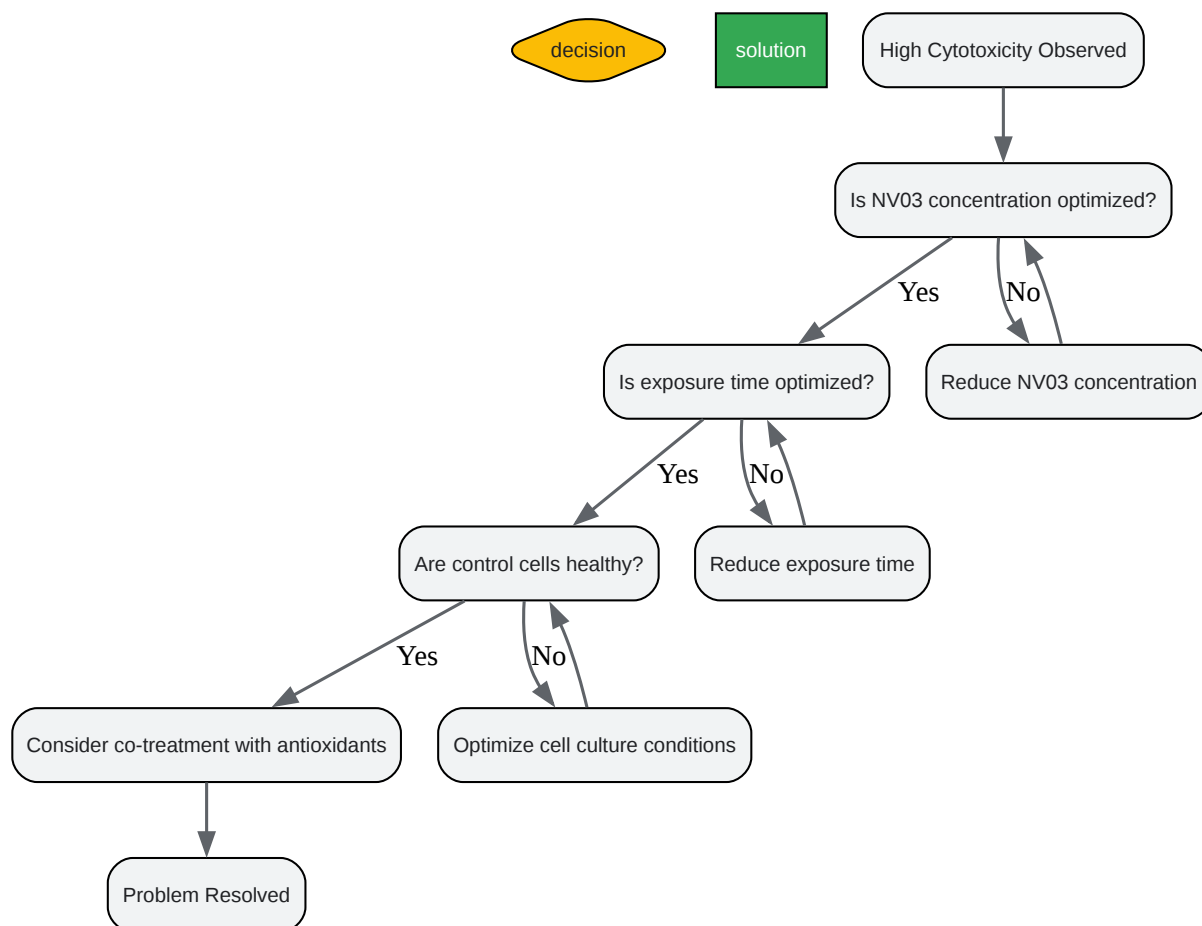 decision
solution
High Cytotoxicity Observed
Is NV03 concentration optimized?
Yes
No
Is exposure time optimized?
Reduce NV03 concentration
Yes
No
Are control cells healthy?
Reduce exposure time
Yes
No
Consider co-treatment with antioxidants
Optimize cell culture conditions
Problem Resolved